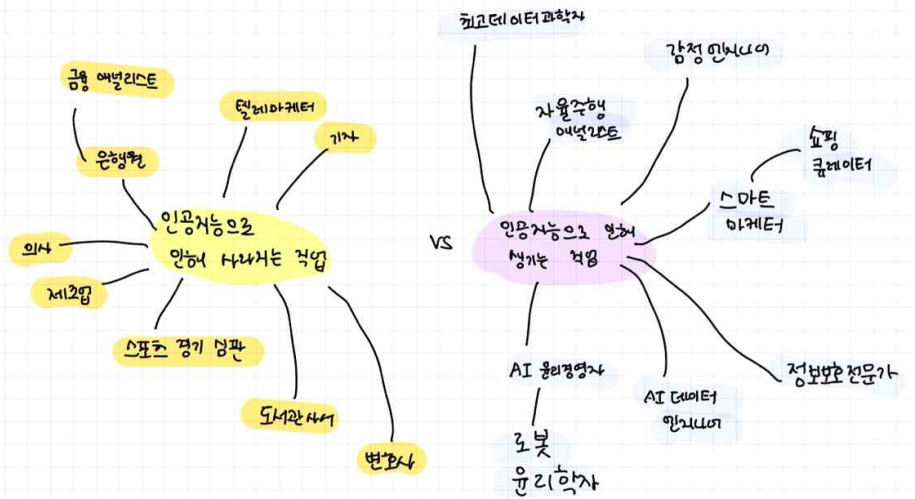 금융 애널리스트
은행원
텔레마케터
기자
인공지능으로
인해 사라지는 직업
의사
제조업
스포츠 경기 심판
도서관사서
변호사
VS
최고데이터과학자
감정 엔지니어
자율주행
애널리스트
쇼핑
큐레이터
스마트
마케터
인공지능으로 인해
생기는 직업
AI 윤리경영자
로봇
윤리학자
AI 데이터
엔지니어
정보보호전문가